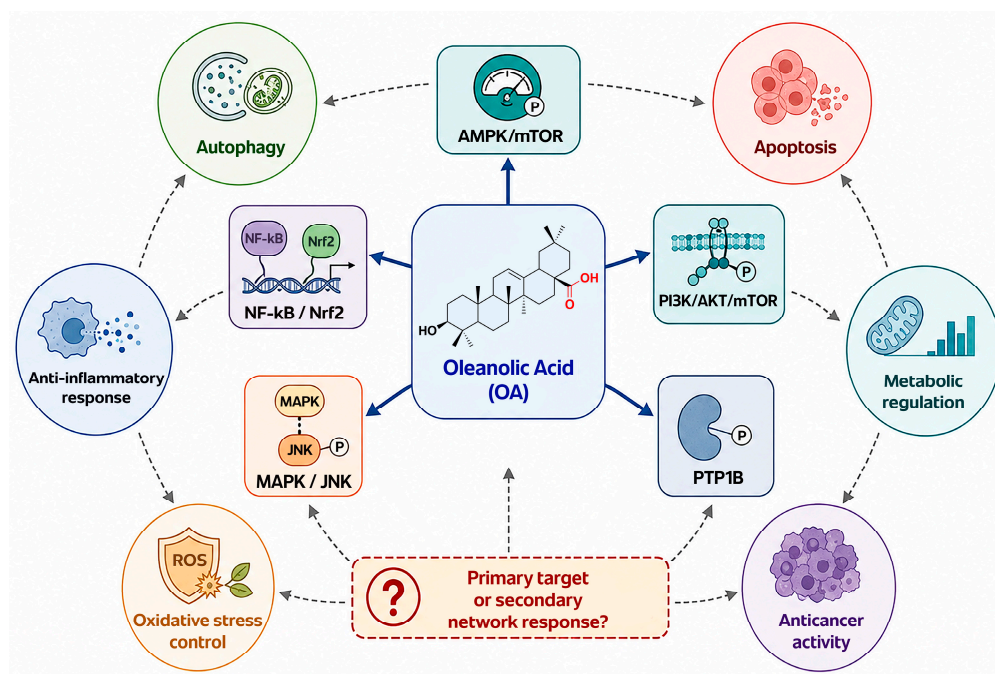 Autophagy
P
AMPK/mTOR
Apoptosis
NF-kB
Nrf2
NF-kB / Nrf2
OH
O
HO
Oleanolic Acid
(OA)
P
PI3K/AKT/mTOR
Anti-inflammatory
response
Metabolic
regulation
MAPK
JNK
P
MAPK / JNK
P
PTP1B
ROS
Oxidative stress
control
?
Primary target
or secondary
network response?
Anticancer
activity